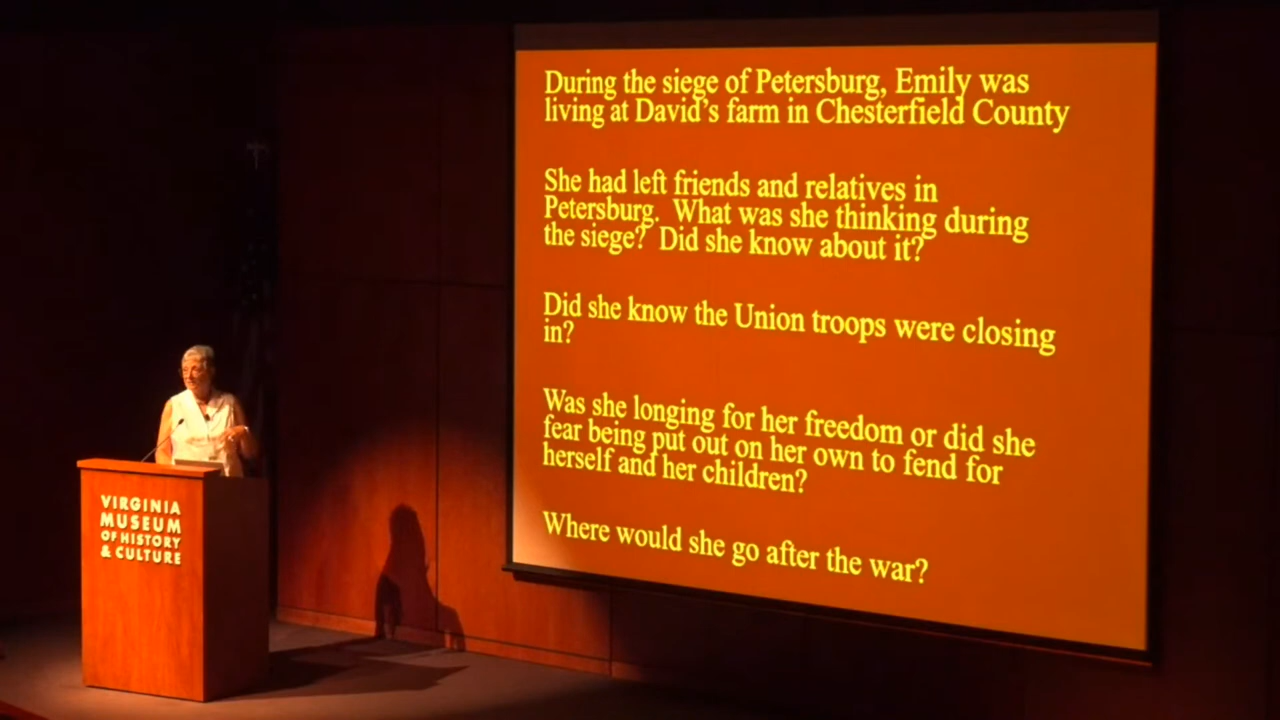 VIRGINIA
MUSEUM
OF HISTORY
& CULTURE
During the siege of Petersburg, Emily was
living at David's farm in Chesterfield County
She had left friends and relatives in
Petersburg. What was she thinking during
the siege? Did she know about it?
Did she know the Union troops were closing
in?
Was she longing for her freedom or did she
fear being put out on her own to fend for
herself and her children?
Where would she go after the war?